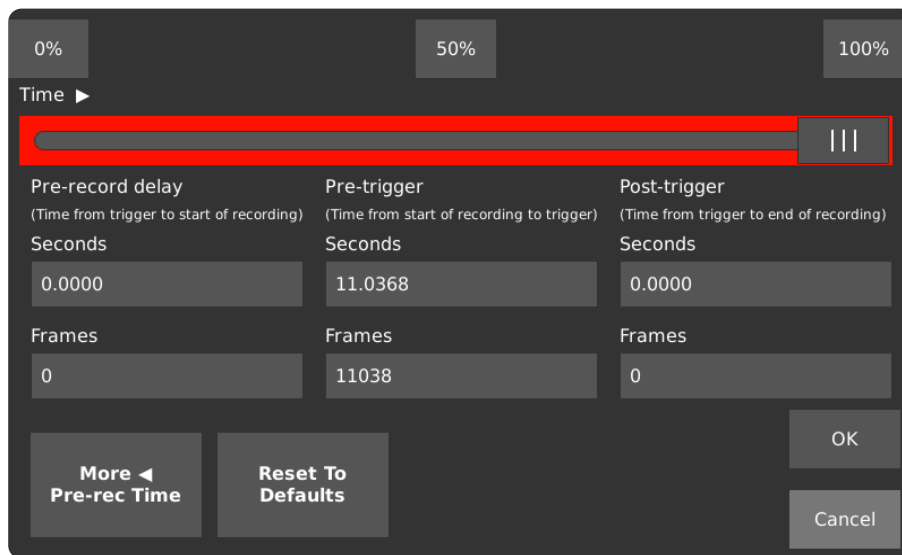 0%
50%
100%
Time ▶
Pre-record delay
(Time from trigger to start of recording)
Seconds
0.0000
Frames
0
Pre-trigger
(Time from start of recording to trigger)
Seconds
11.0368
Frames
11038
Post-trigger
(Time from trigger to end of recording)
Seconds
0.0000
Frames
0
More ◀
Pre-rec Time
Reset To
Defaults
OK
Cancel